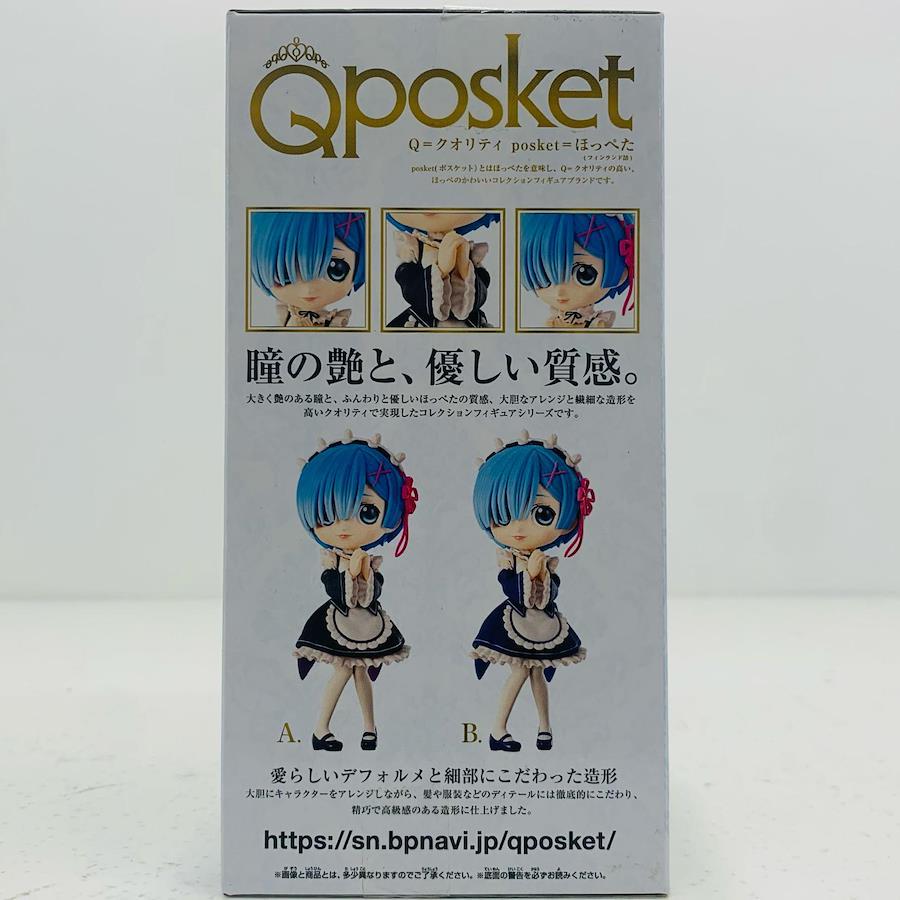 Qposket
Q=クオリティ posket=ほっぺた
(フィンランド語)
posket(ポスケット)とはほっぺたを意味し、Q=クオリティの高い、
ほっぺのかわいいコレクションフィギュアブランドです。
瞳の艶と、優しい質感。
大きく艶のある瞳と、ふんわりと優しいほっぺたの質感、大胆なアレンジと繊細な造形を
高いクオリティで実現したコレクションフィギュアシリーズです。
A. B.
愛らしいデフォルメと細部にこだわった造形
大胆にキャラクターをアレンジしながら、髪や服装などのディテールには徹底的にこだわり、
精巧で高級感のある造形に仕上げました。
https://sn.bpnavi.jp/qposket/
※画像と商品とは、多少異なりますのでご了承ください。※底面の警告を必ずお読みください。